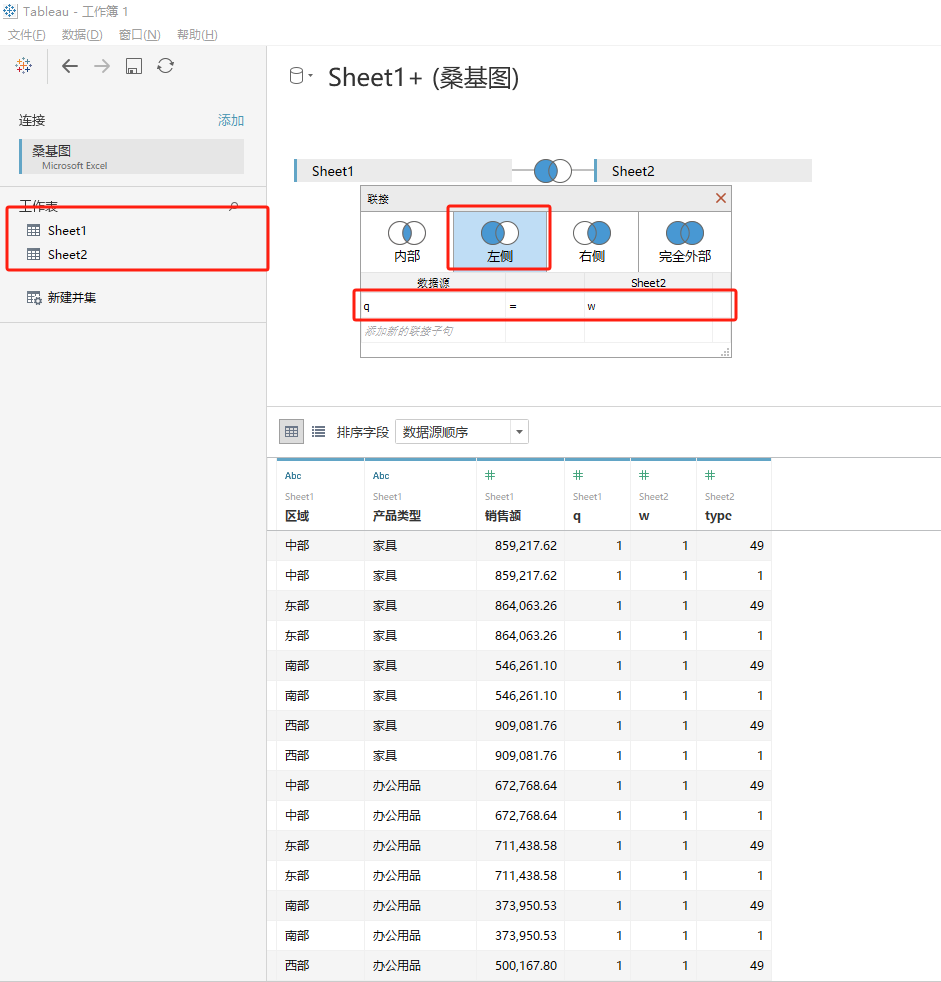 Tableau - 工作簿 1
文件(F) 数据(D) 窗口(N) 帮助(H)
连接 添加
桑基图
Microsoft Excel
工作表
Sheet1
Sheet2
新建并集
Sheet1+ (桑基图)
Sheet1 Sheet2
联接
内部 左侧 右侧 完全外部
数据源 Sheet2
q = w
添加新的联接子句
排序字段 数据源顺序
Abc Abc # # # #
Sheet1 Sheet1 Sheet1 Sheet1 Sheet2 Sheet2
区域 产品类型 销售额 q w type
中部 家具 859,217.62 1 1 49
中部 家具 859,217.62 1 1 1
东部 家具 864,063.26 1 1 49
东部 家具 864,063.26 1 1 1
南部 家具 546,261.10 1 1 49
南部 家具 546,261.10 1 1 1
西部 家具 909,081.76 1 1 49
西部 家具 909,081.76 1 1 1
中部 办公用品 672,768.64 1 1 49
中部 办公用品 672,768.64 1 1 1
东部 办公用品 711,438.58 1 1 49
东部 办公用品 711,438.58 1 1 1
南部 办公用品 373,950.53 1 1 49
南部 办公用品 373,950.53 1 1 1
西部 办公用品 500,167.80 1 1 49